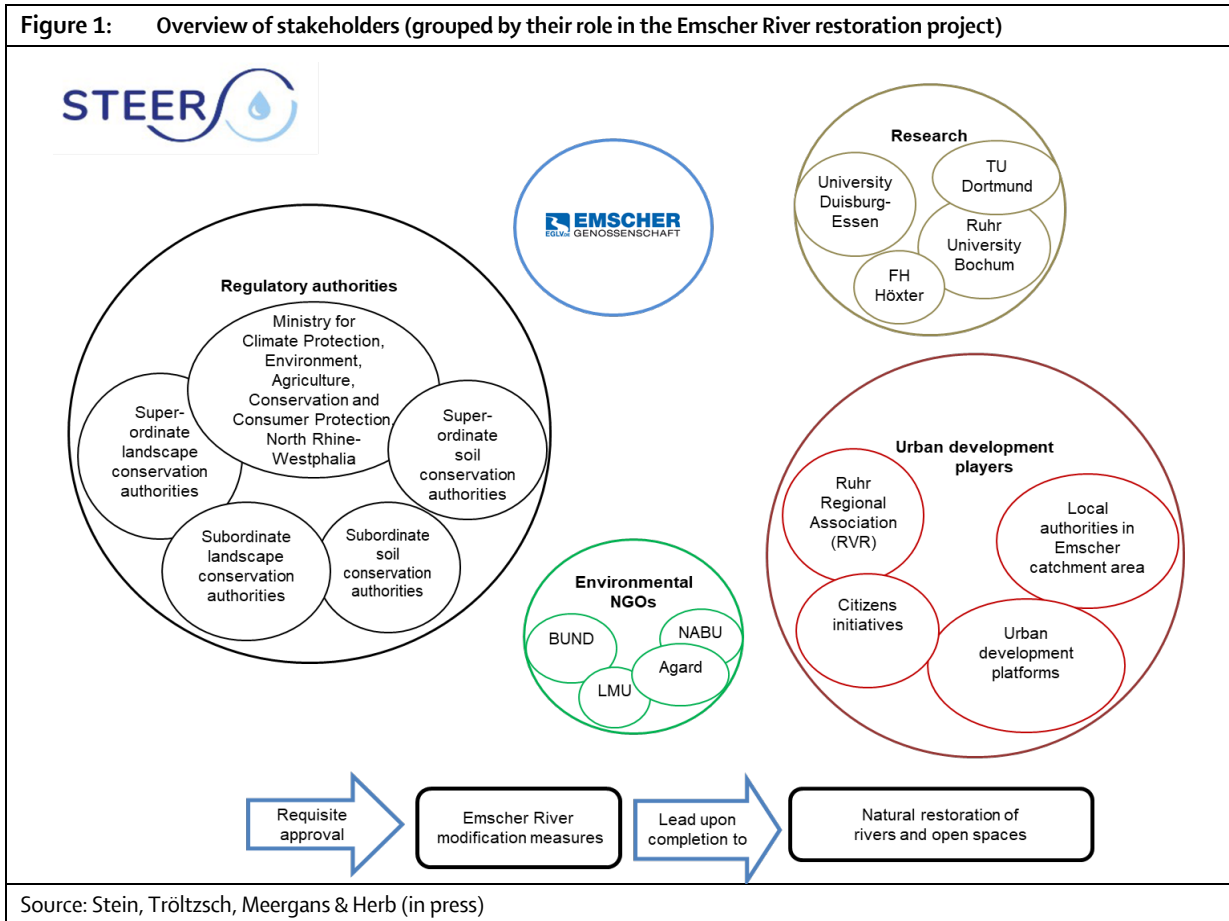 Figure 1: Overview of stakeholders (grouped by their role in the Emscher River restoration project)
STEER
EGLV.DE
EMSCHER
GENOSSENSCHAFT
Research
University
Duisburg-
Essen
TU
Dortmund
Ruhr
University
Bochum
FH
Höxter
Regulatory authorities
Ministry for
Climate Protection,
Environment,
Agriculture,
Conservation and
Consumer Protection,
North Rhine-
Westphalia
Super-
ordinate
landscape
conservation
authorities
Super-
ordinate
soil
conservation
authorities
Subordinate
landscape
conservation
authorities
Subordinate
soil
conservation
authorities
Environmental
NGOs
BUND
NABU
Agard
LMU
Urban development
players
Ruhr
Regional
Association
(RVR)
Local
authorities in
Emscher
catchment area
Citizens
initiatives
Urban
development
platforms
Requisite
approval
Emscher River
modification measures
Lead upon
completion to
Natural restoration of
rivers and open spaces
Source: Stein, Tröltzsch, Meergans & Herb (in press)